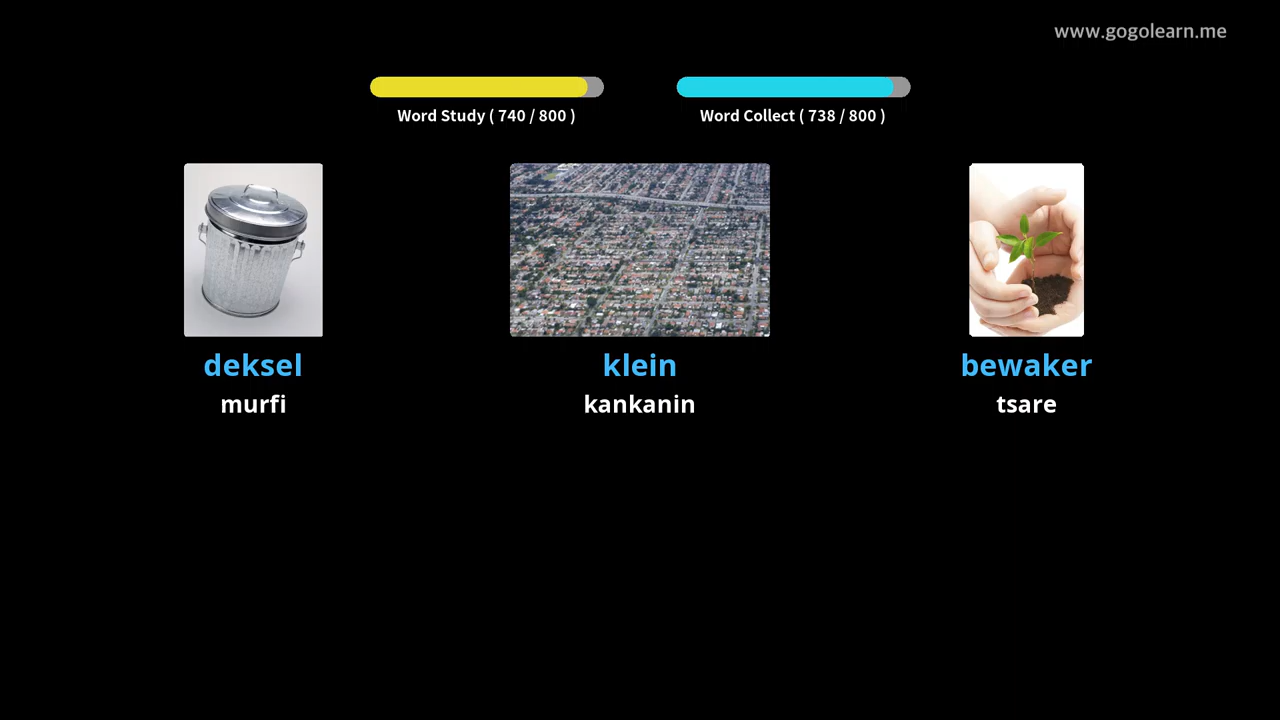 www.gogolearn.me
Word Study ( 740 / 800 )
Word Collect ( 738 / 800 )
deksel
klein
bewaker
murfi
kankanin
tsare